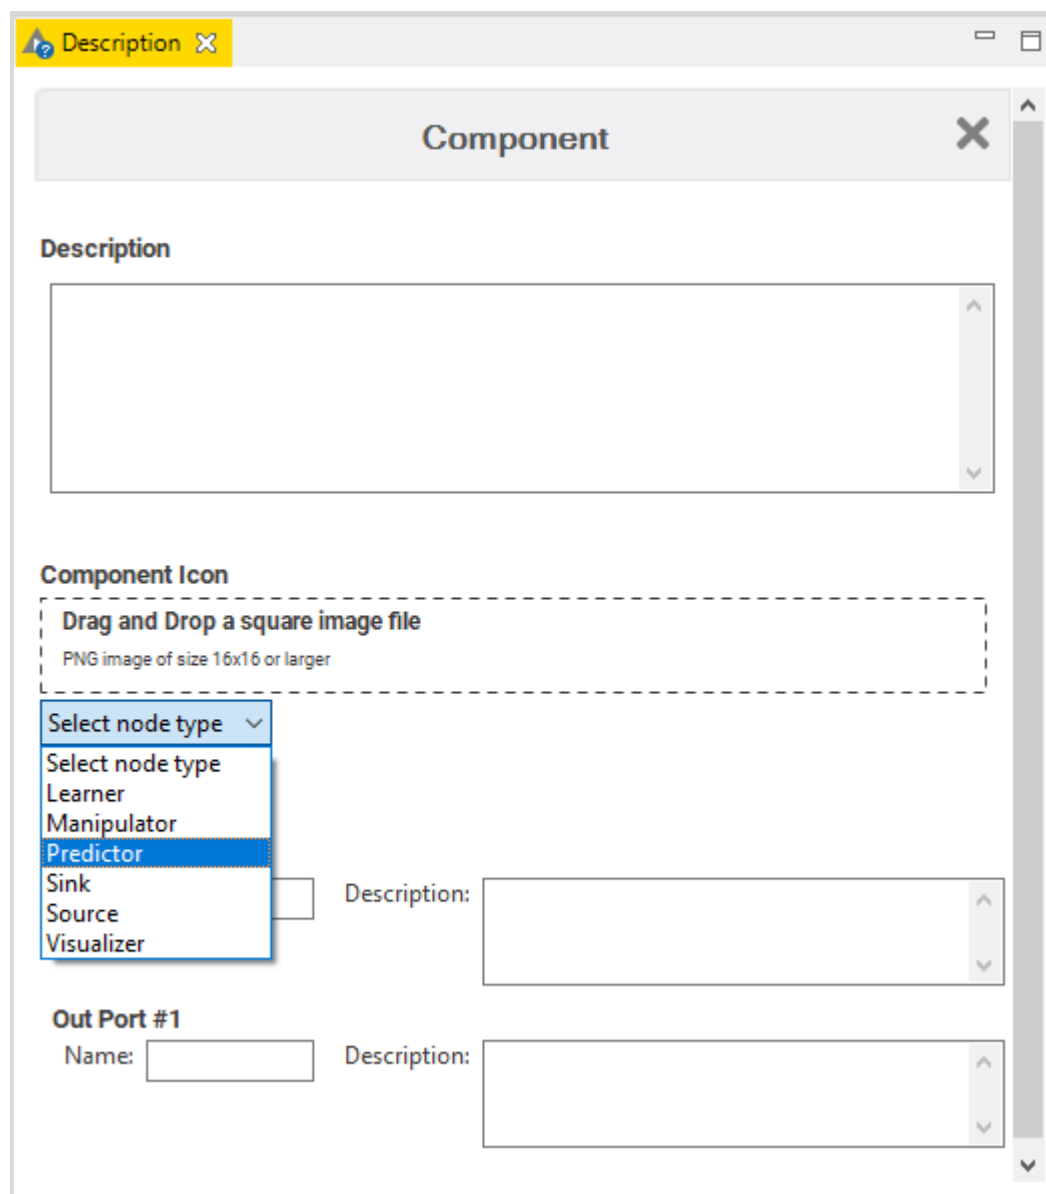 Description
Component
Description
Component Icon
Drag and Drop a square image file
PNG image of size 16x16 or larger
Select node type
Select node type
Learner
Manipulator
Predictor
Sink
Source
Visualizer
Description:
Out Port #1
Name:
Description: